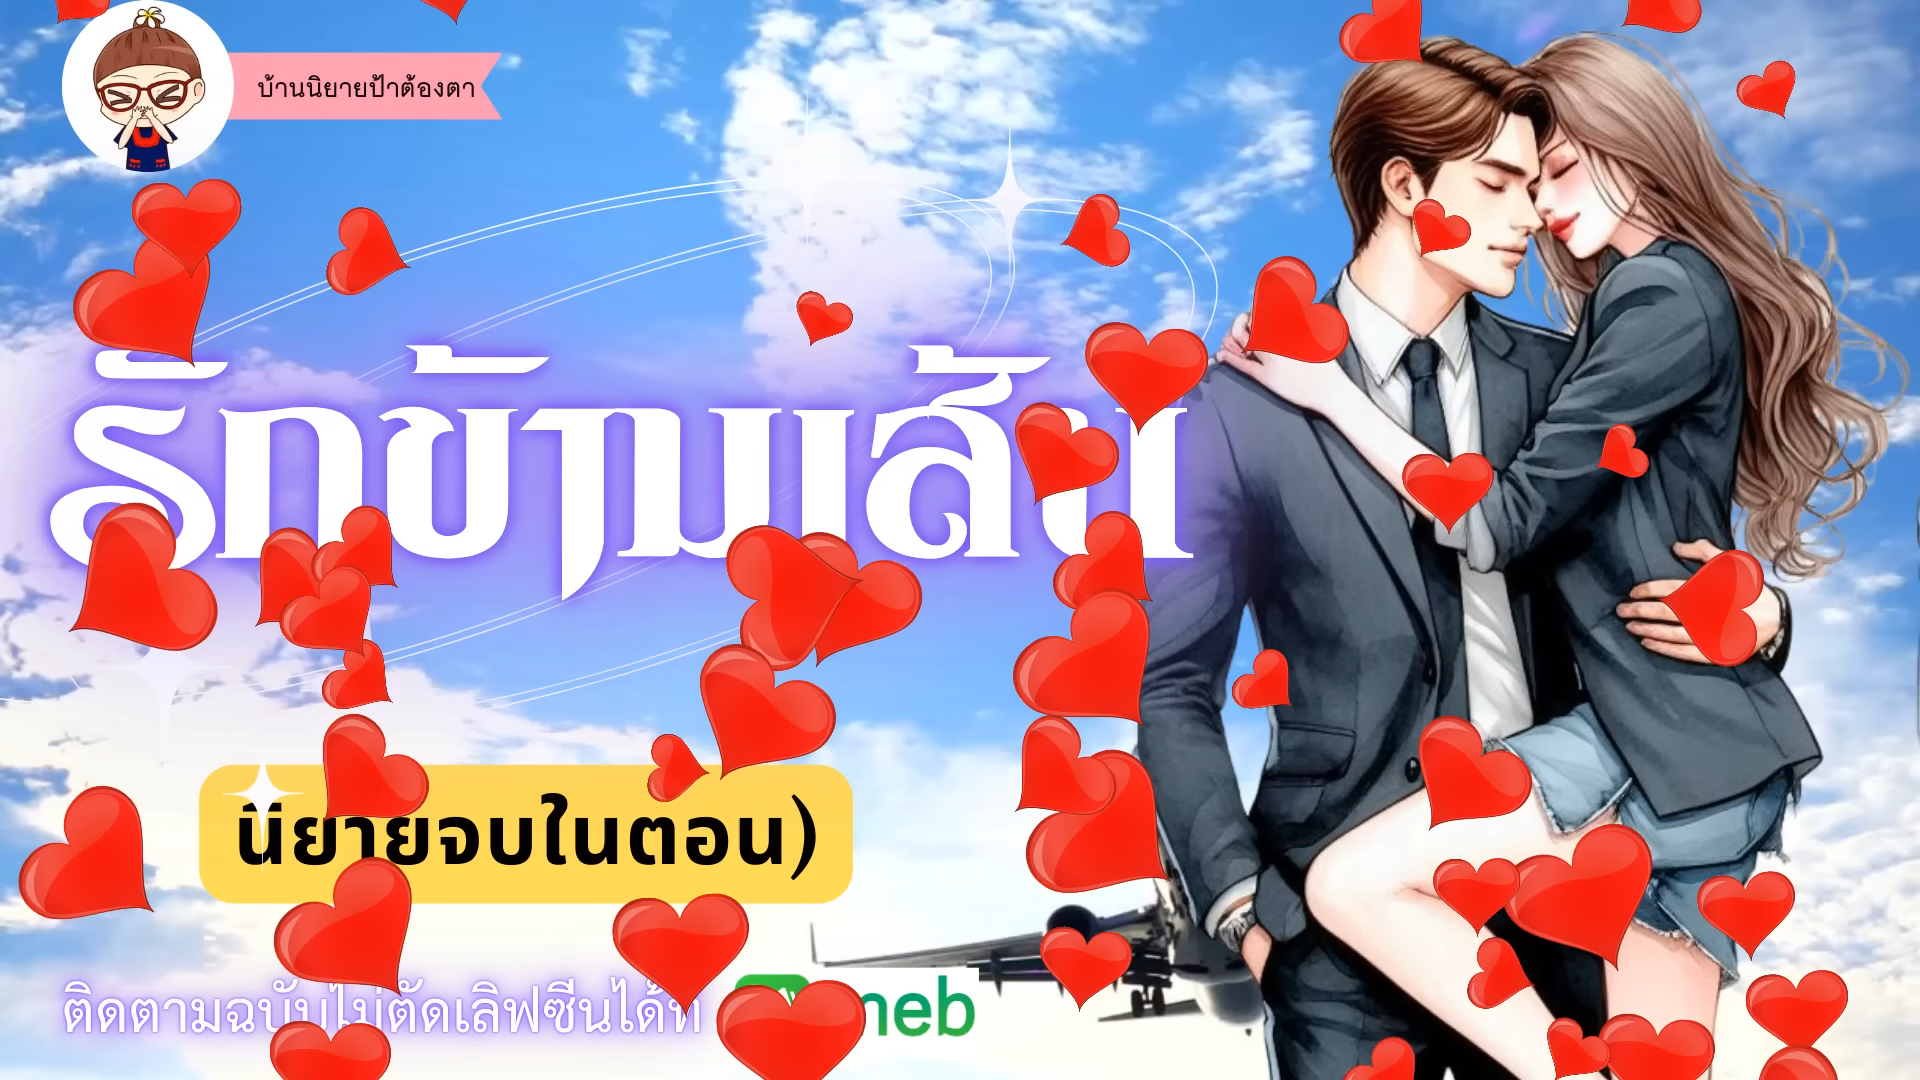 บ้านนิยายป้าต้องตา
รักข้ามเส้น
นิยายจบในตอน)
ติดตามฉบับไม่ตัดเลิฟซีนได้ที่ meb